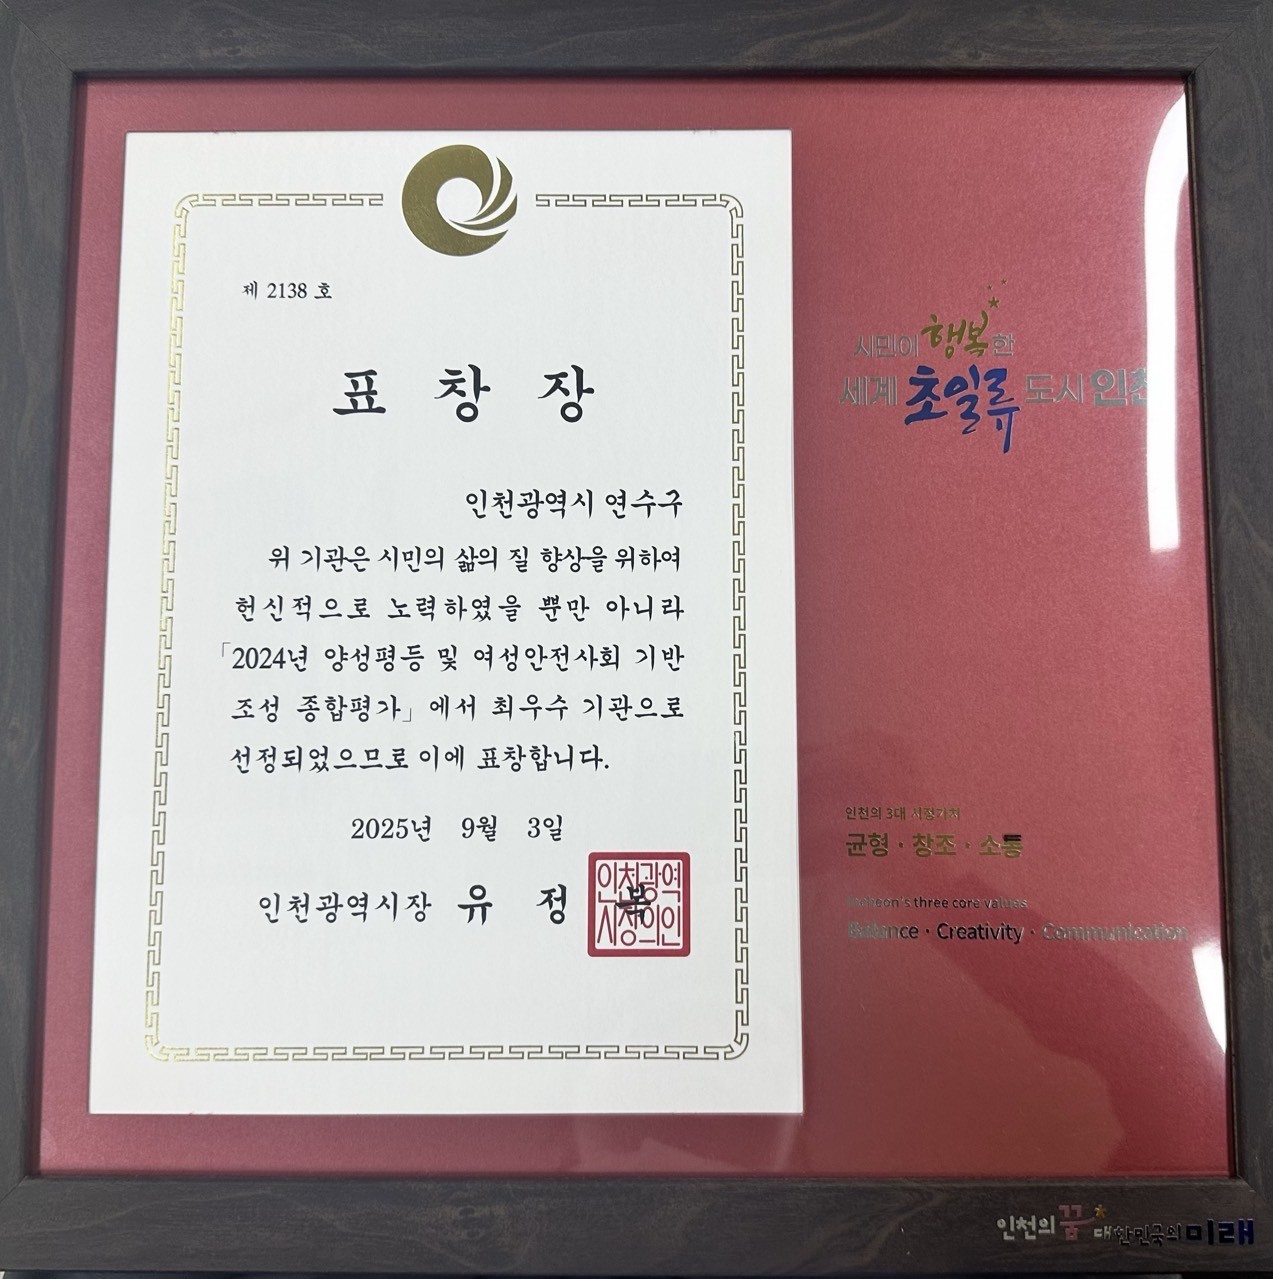 제 2138 호
표 창 장
인천광역시 연수구
위 기관은 시민의 삶의 질 향상을 위하여
헌신적으로 노력하였을 뿐만 아니라
「2024년 양성평등 및 여성안전사회 기반
조성 종합평가」에서 최우수 기관으로
선정되었으므로 이에 표창합니다.
2025년 9월 3일
인천광역시장 유 정 복
인천광역
시장의인
시민이 행복한
세계 초일류 도시 인천
인천의 3대 시정가치
균형 · 창조 · 소통
Incheon's three core values
Balance · Creativity · Communication
인천의 꿈 대한민국의 미래